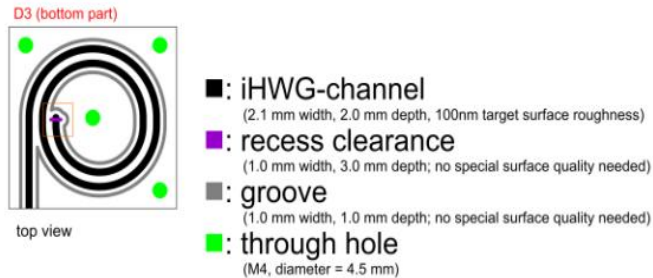 D3 (bottom part)
: iHWG-channel
(2.1 mm width, 2.0 mm depth, 100nm target surface roughness)
: recess clearance
(1.0 mm width, 3.0 mm depth; no special surface quality needed)
: groove
(1.0 mm width, 1.0 mm depth; no special surface quality needed)
: through hole
(M4, diameter = 4.5 mm)
top view